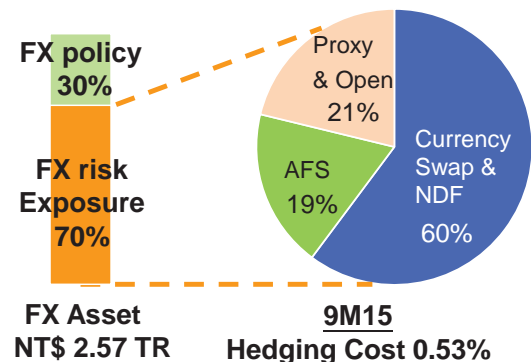 FX policy
30%
FX risk
Exposure
70%
FX Asset
NT$ 2.57 TR
Proxy
& Open
21%
AFS
19%
Currency
Swap &
NDF
60%
9M15
Hedging Cost 0.53%